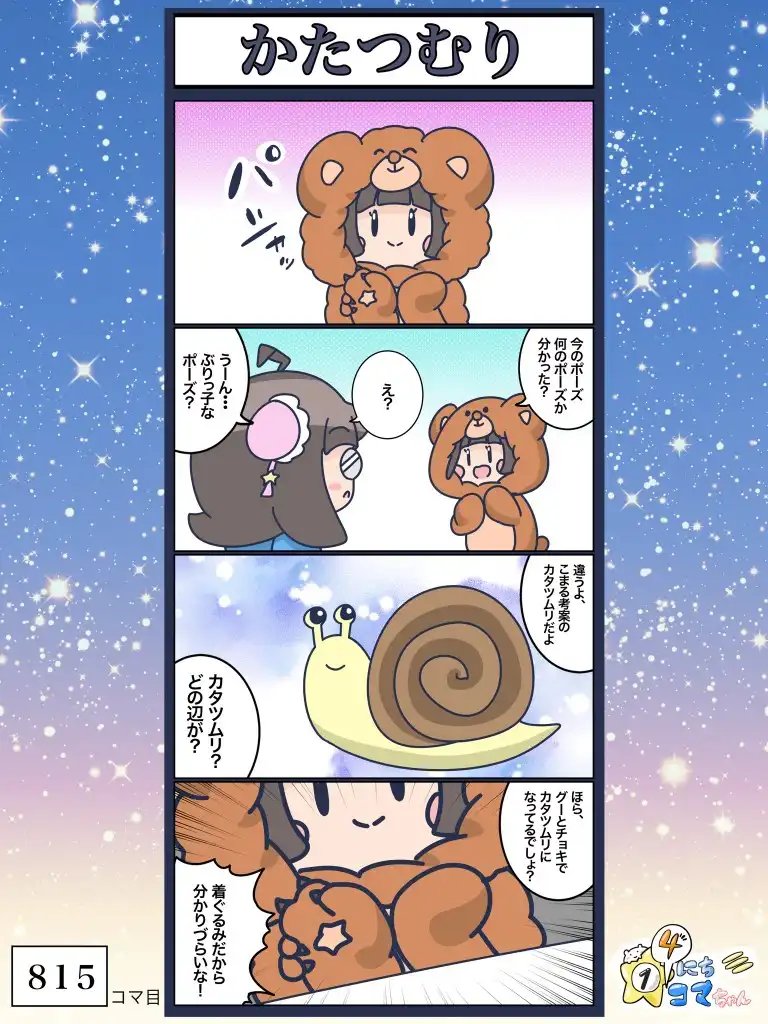 かたつむり
パシャッ
今のポーズ
何のポーズか
分かった?
え?
うーん…
ぶりっ子な
ポーズ?
違うよ、
こまる考案の
カタツムリだよ
カタツムリ?
どの辺が?
ほら、
グーとチョキで
カタツムリに
なってるでしょ?
着ぐるみだから
分かりづらいな!
815
コマ目
1にち
4コマちゃん